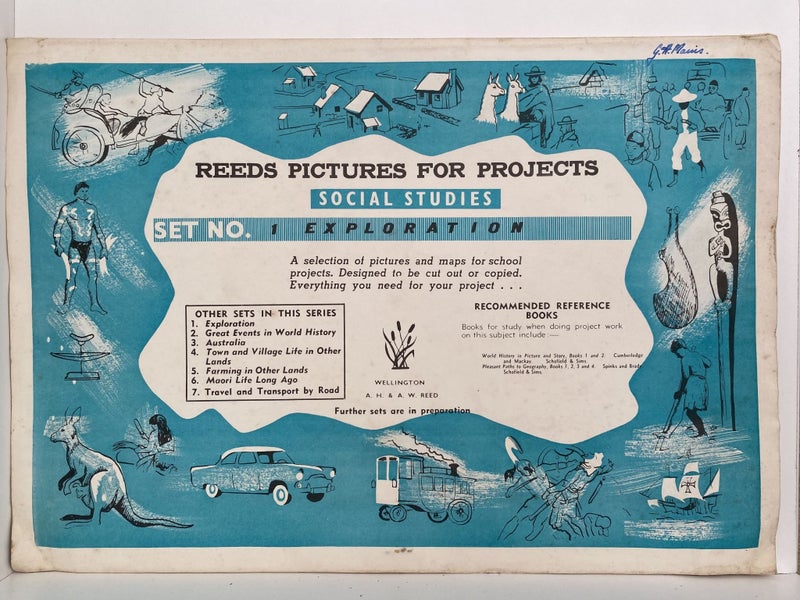 G. H. Mains.
REEDS PICTURES FOR PROJECTS
SOCIAL STUDIES
SET NO. 1 EXPLORATION
A selection of pictures and maps for school
projects. Designed to be cut out or copied.
Everything you need for your project . . .
OTHER SETS IN THIS SERIES
1. Exploration
2. Great Events in World History
3. Australia
4. Town and Village Life in Other
Lands
5. Farming in Other Lands
6. Maori Life Long Ago
7. Travel and Transport by Road
WELLINGTON
A. H. & A. W. REED
RECOMMENDED REFERENCE
BOOKS
Books for study when doing project work
on this subject include:—
World History in Picture and Story, Books 1 and 2. Cumberledge
and Mackay. Schofield & Sims.
Pleasant Paths to Geography, Books 1, 2, 3 and 4. Spinks and Brady
Schofield & Sims.
Further sets are in preparation